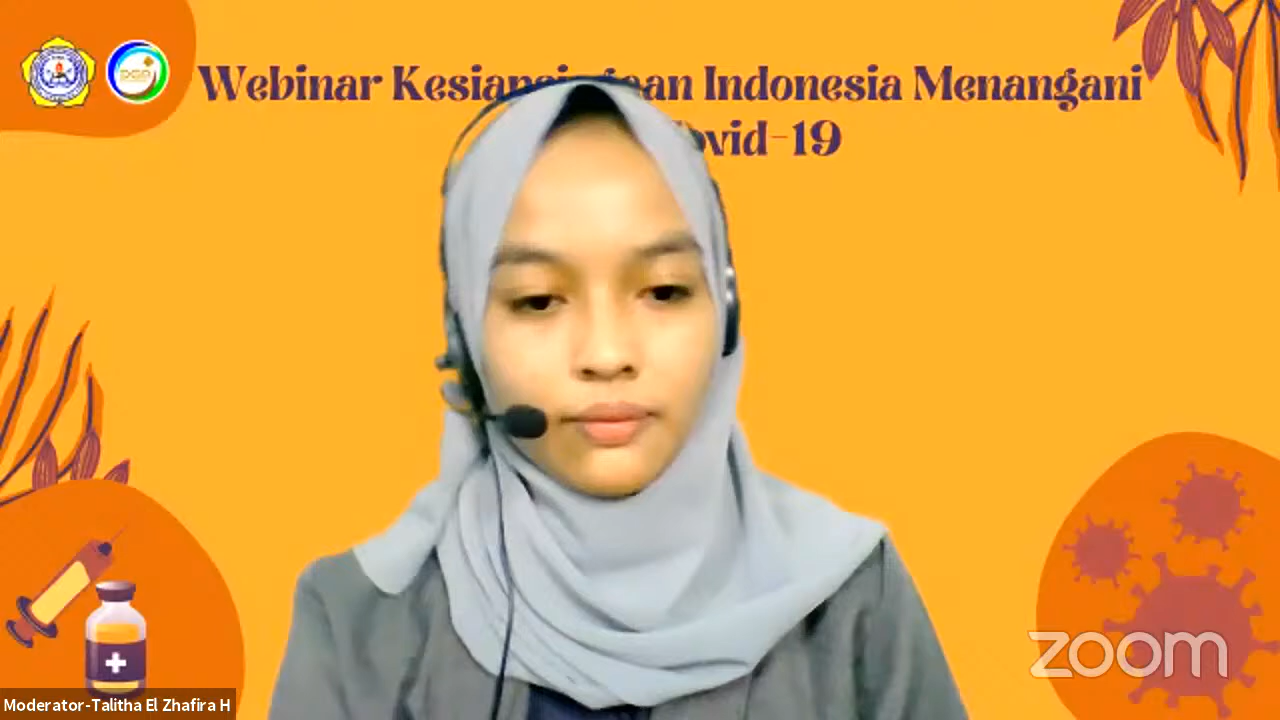 Webinar Indonesia Menangani
zoom
Moderator-Talitha El Zhafira H